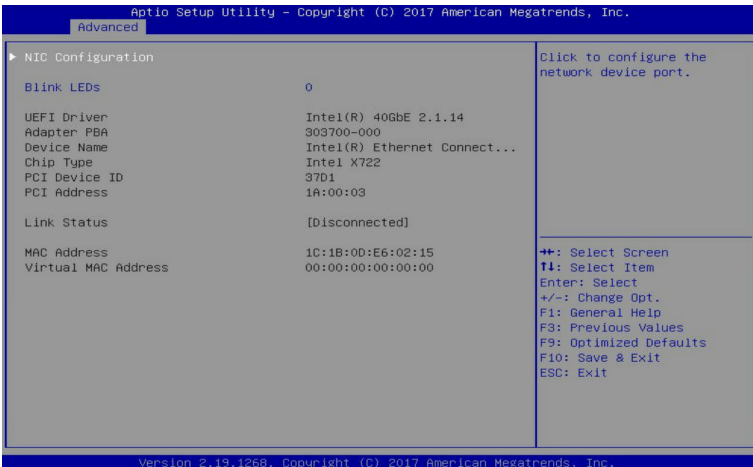 Aptio Setup Utility – Copyright (C) 2017 American Megatrends, Inc.
Advanced
▶ NIC Configuration
Blink LEDs 0
UEFI Driver Intel(R) 40GbE 2.1.14
Adapter PBA 303700-000
Device Name Intel(R) Ethernet Connect...
Chip Type Intel X722
PCI Device ID 37D1
PCI Address 1A:00:03
Link Status [Disconnected]
MAC Address 1C:1B:0D:E6:02:15
Virtual MAC Address 00:00:00:00:00:00
Click to configure the
network device port.
→←: Select Screen
↑↓: Select Item
Enter: Select
+/-: Change Opt.
F1: General Help
F3: Previous Values
F9: Optimized Defaults
F10: Save & Exit
ESC: Exit
Version 2.19.1268. Copyright (C) 2017 American Megatrends, Inc.